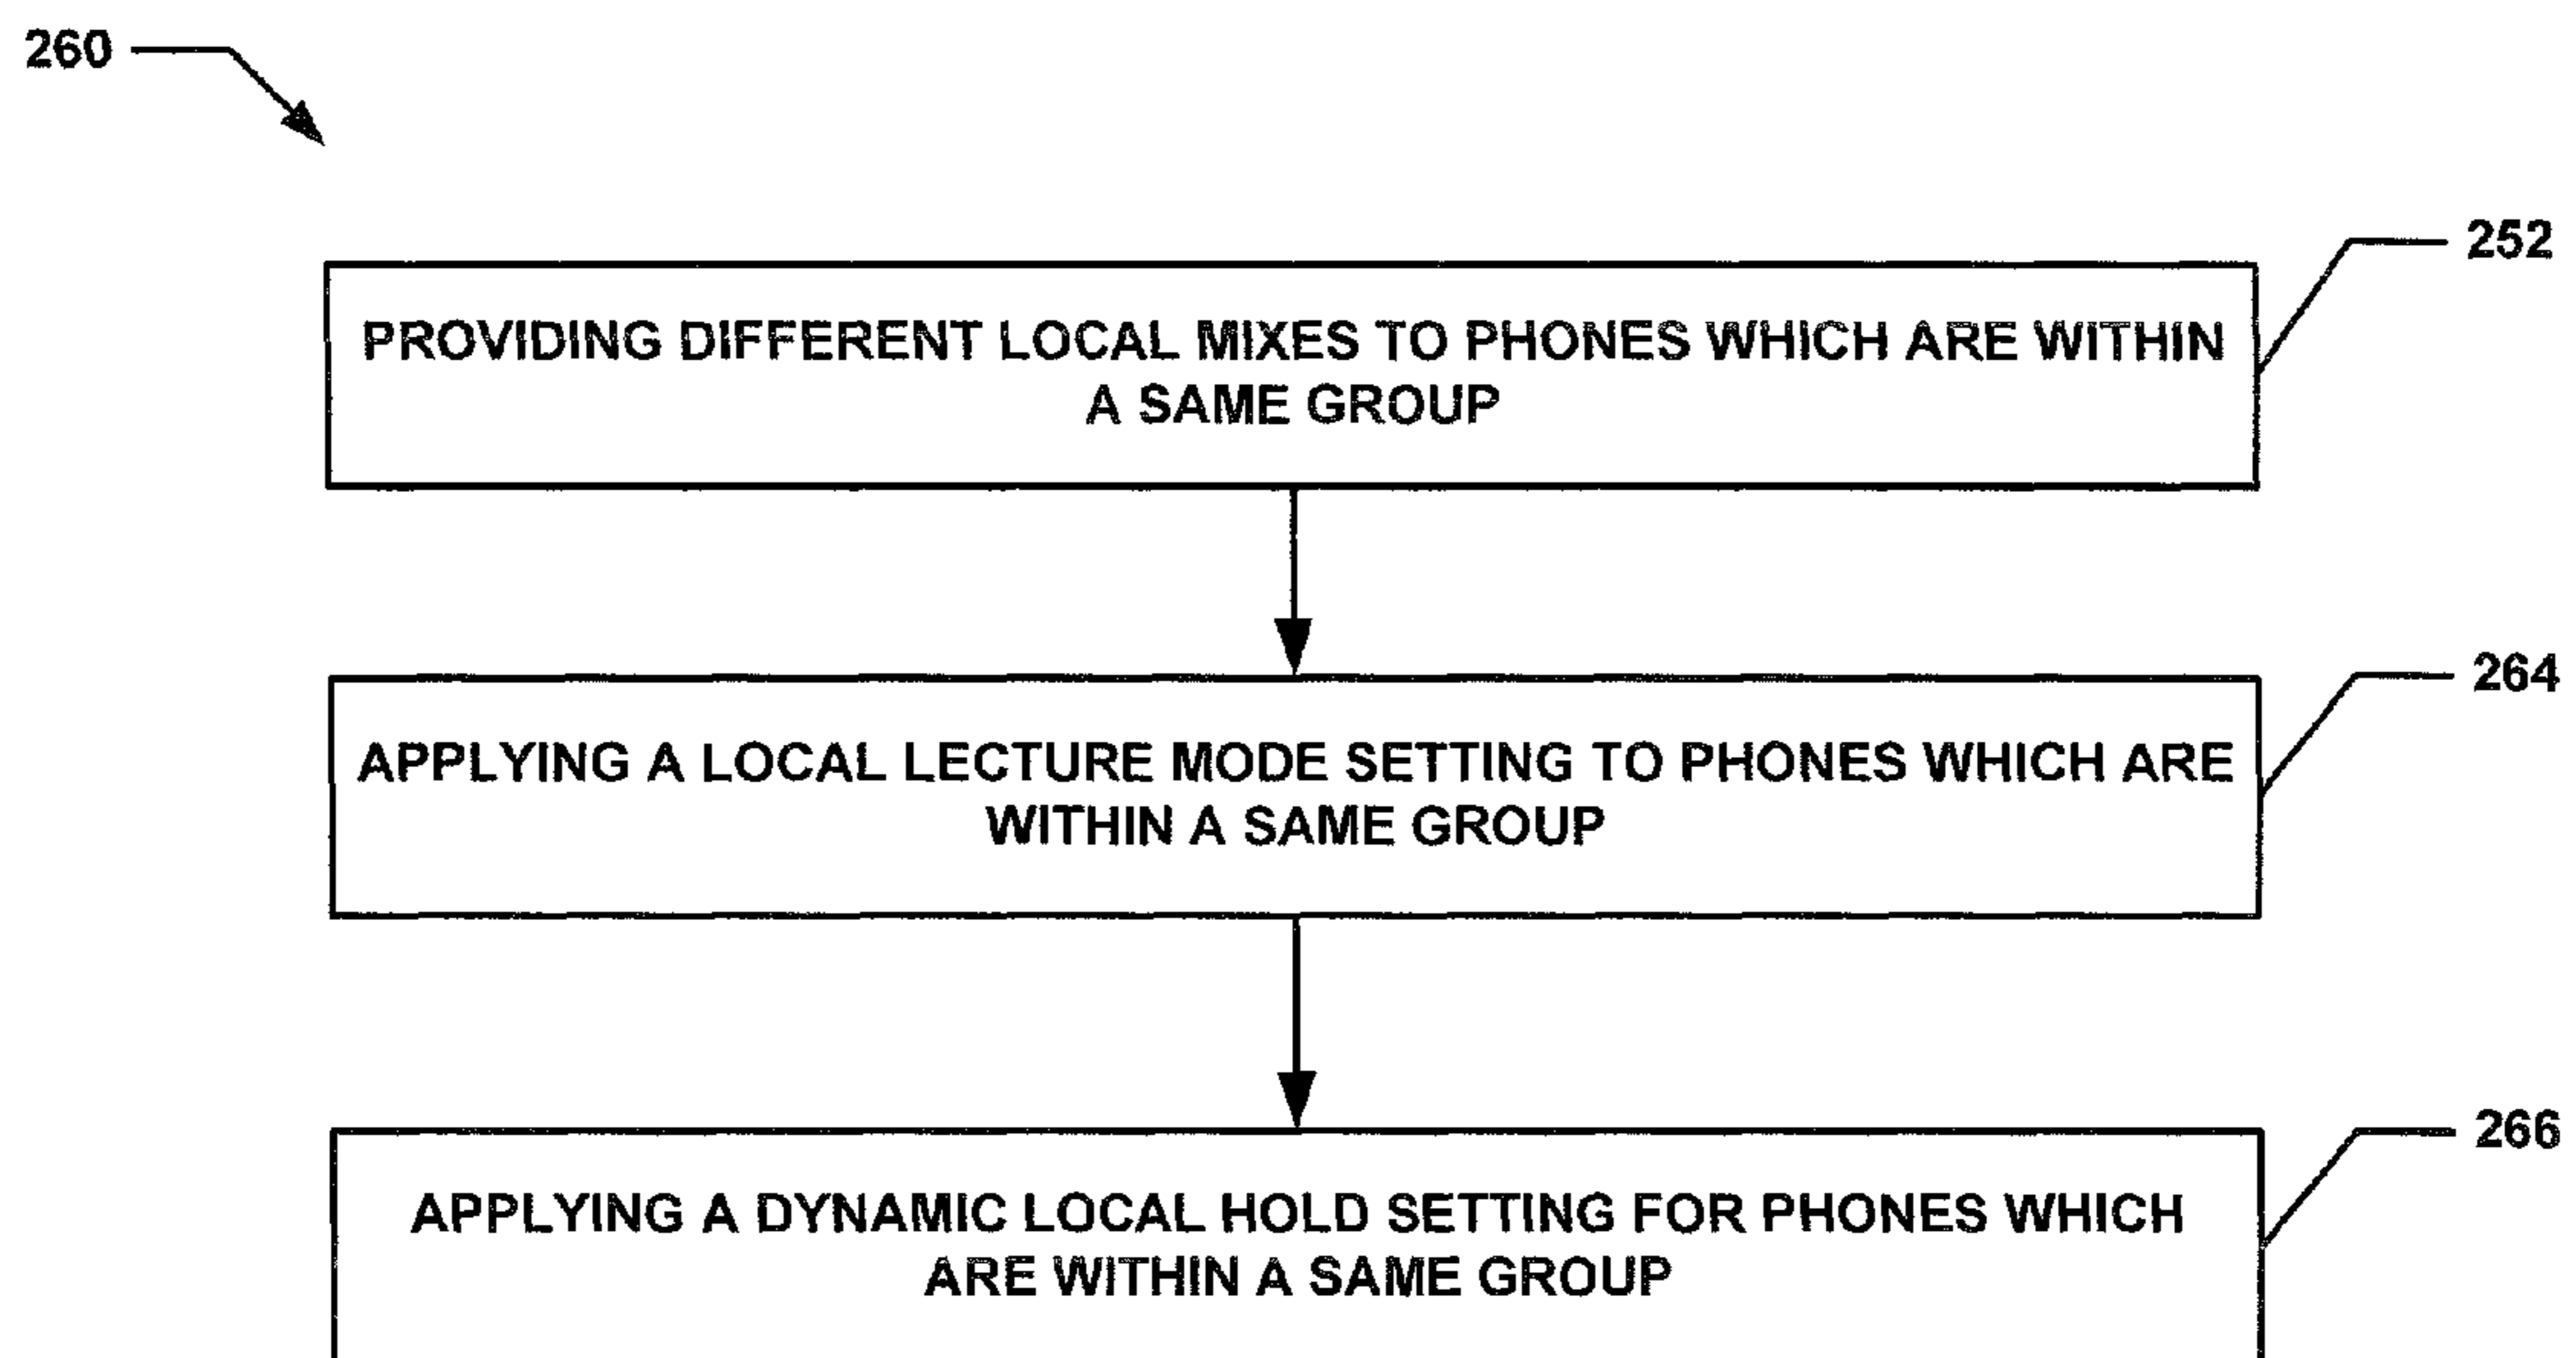 260
252
PROVIDING DIFFERENT LOCAL MIXES TO PHONES WHICH ARE WITHIN
A SAME GROUP
264
APPLYING A LOCAL LECTURE MODE SETTING TO PHONES WHICH ARE
WITHIN A SAME GROUP
266
APPLYING A DYNAMIC LOCAL HOLD SETTING FOR PHONES WHICH
ARE WITHIN A SAME GROUP